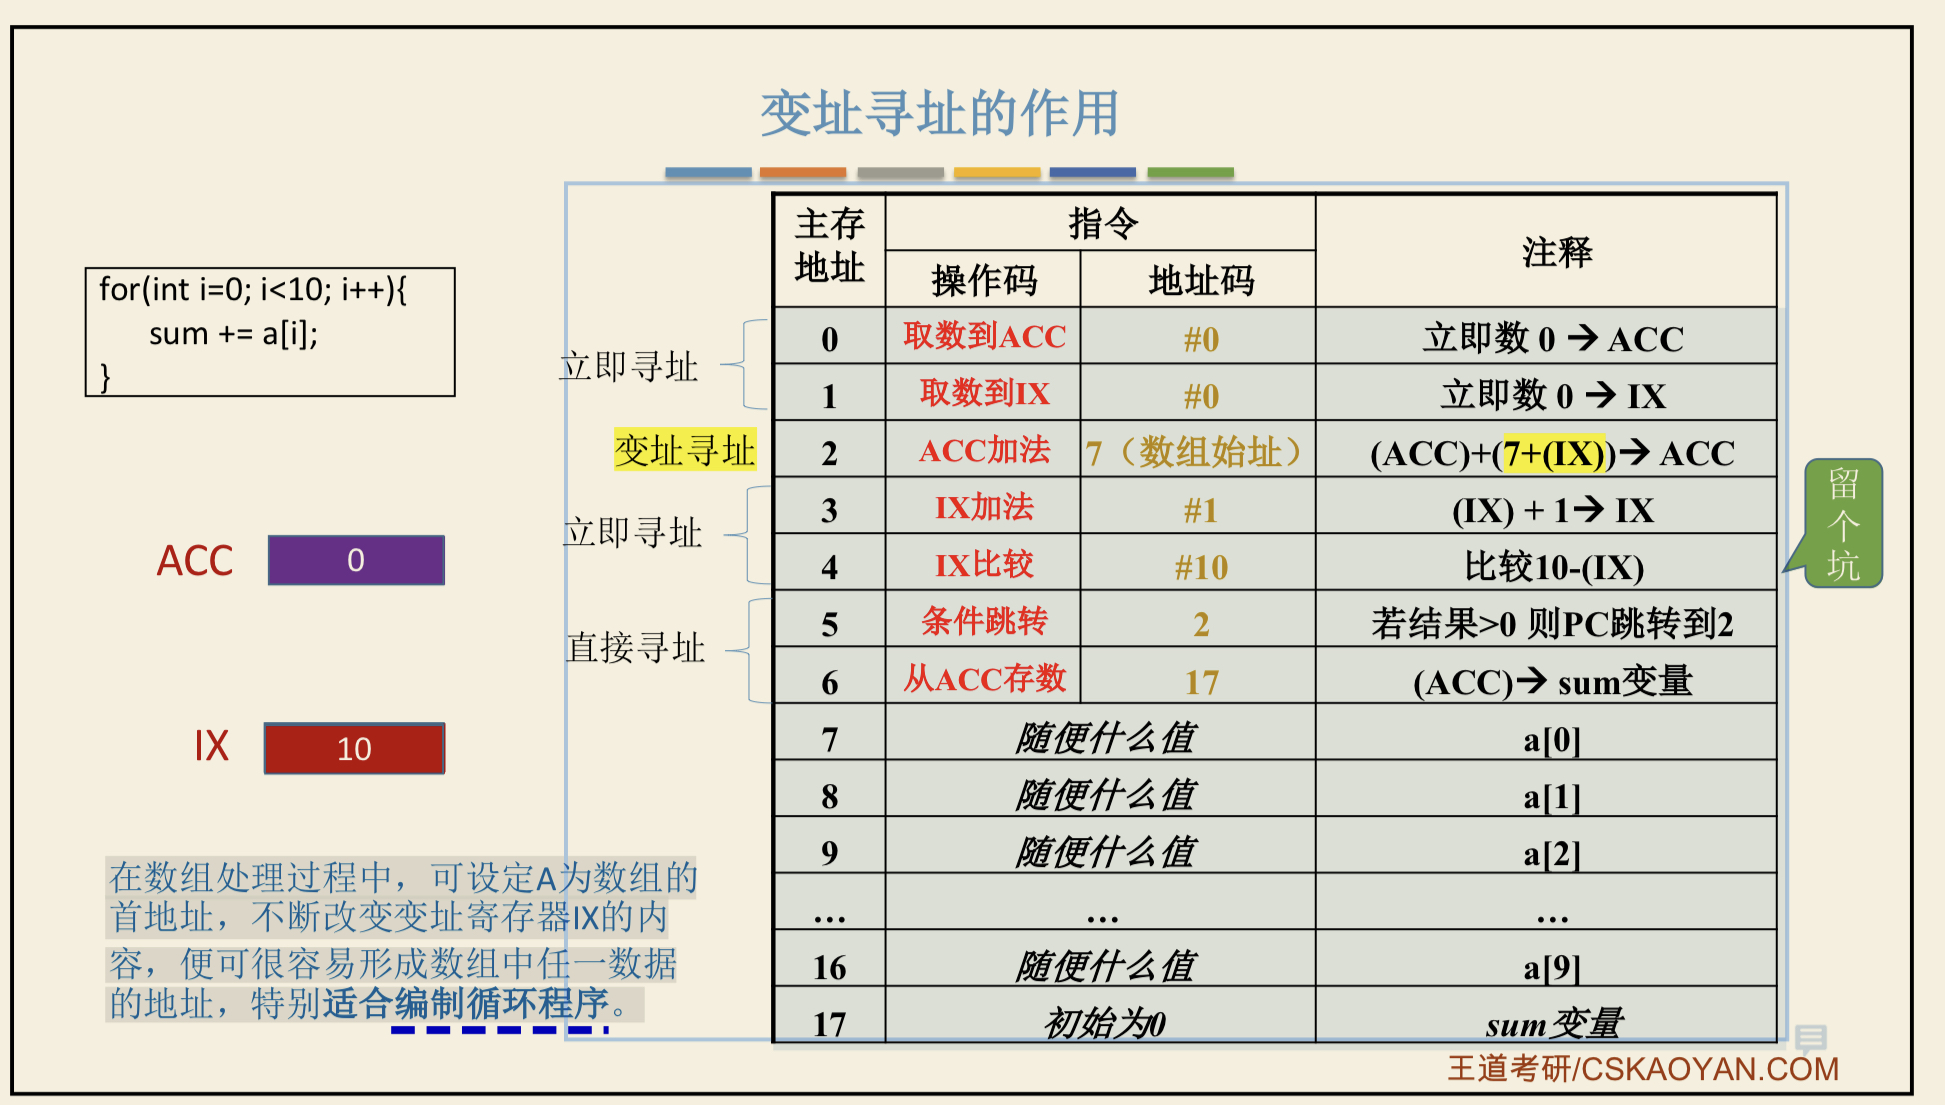 变址寻址的作用
for(int i=0; i<10; i++){
sum += a[i];
}
ACC 0
IX 10
在数组处理过程中，可设定A为数组的
首地址，不断改变变址寄存器IX的内
容，便可很容易形成数组中任一数据
的地址，特别适合编制循环程序。
立即寻址
变址寻址
立即寻址
直接寻址
主存地址 指令 注释
操作码 地址码
0 取数到ACC #0 立即数 0 → ACC
1 取数到IX #0 立即数 0 → IX
2 ACC加法 7（数组始址） (ACC)+(7+(IX))→ ACC
3 IX加法 #1 (IX) + 1→ IX
4 IX比较 #10 比较10-(IX)
5 条件跳转 2 若结果>0 则PC跳转到2
6 从ACC存数 17 (ACC)→ sum变量
7 随便什么值 a[0]
8 随便什么值 a[1]
9 随便什么值 a[2]
... ... ...
16 随便什么值 a[9]
17 初始为0 sum变量
留个坑
王道考研/CSKAOYAN.COM